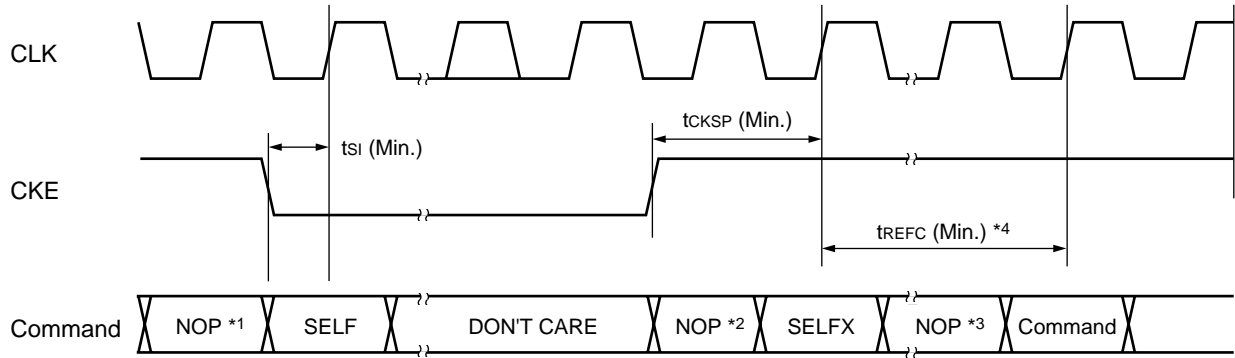 CLK
tCKSP (Min.)
tSI (Min.)
CKE
tREFC (Min.) *4
Command NOP *1 SELF DON'T CARE NOP *2 SELFX NOP *3 Command